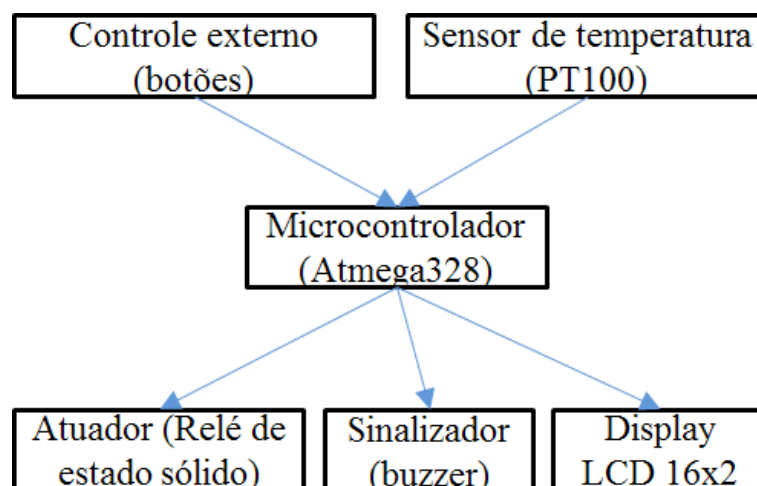 Controle externo
(botões)
Sensor de temperatura
(PT100)
Microcontrolador
(Atmega328)
Atuador (Relé de
estado sólido)
Sinalizador
(buzzer)
Display
LCD 16x2